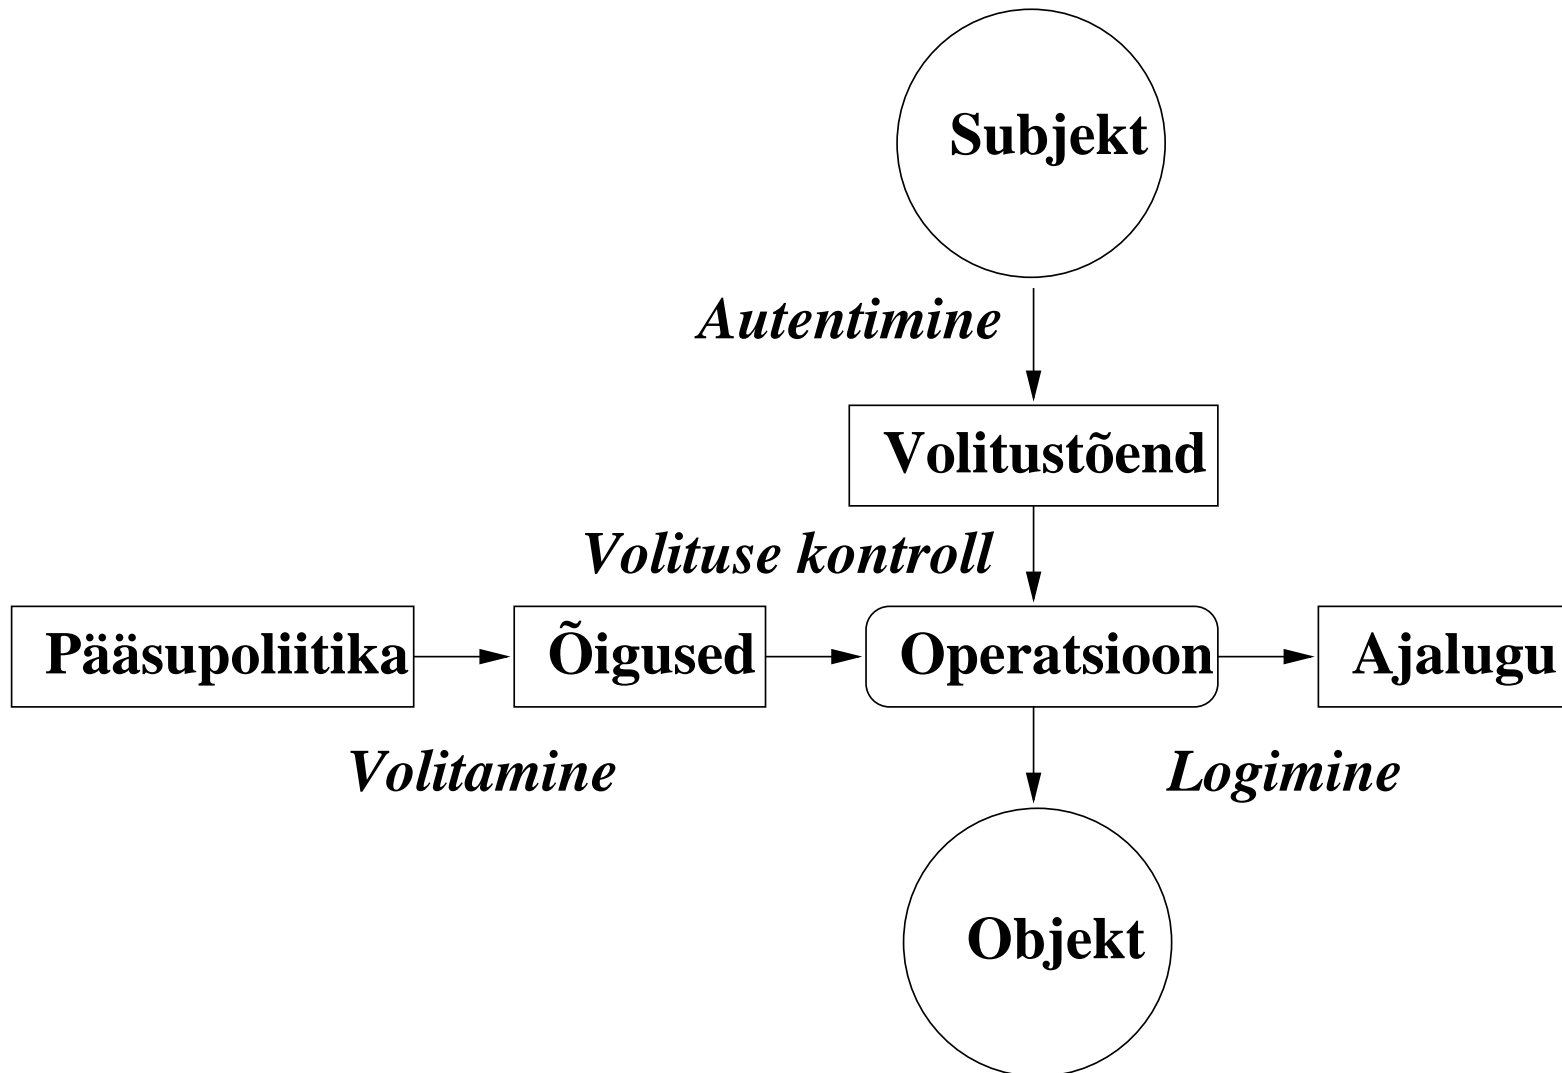 Subjekt
Autentimine
Volitustõend
Volituse kontroll
Pääsupoliitika
Õigused
Operatsioon
Ajalugu
Volitamine
Logimine
Objekt